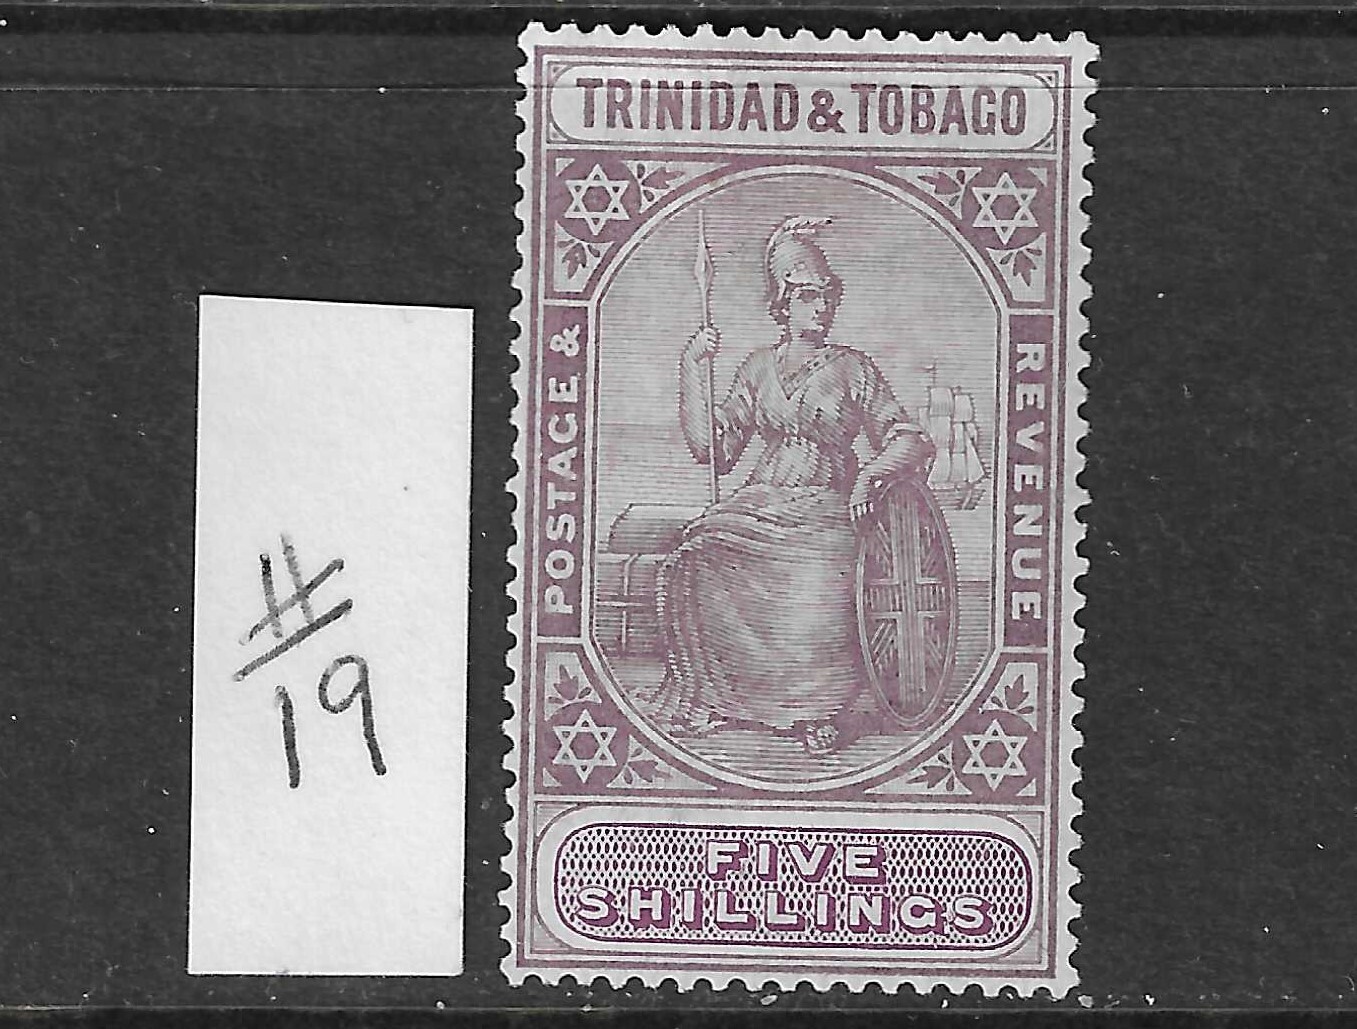 #
19
TRINIDAD & TOBAGO
POSTAGE &
REVENUE
FIVE
SHILLINGS